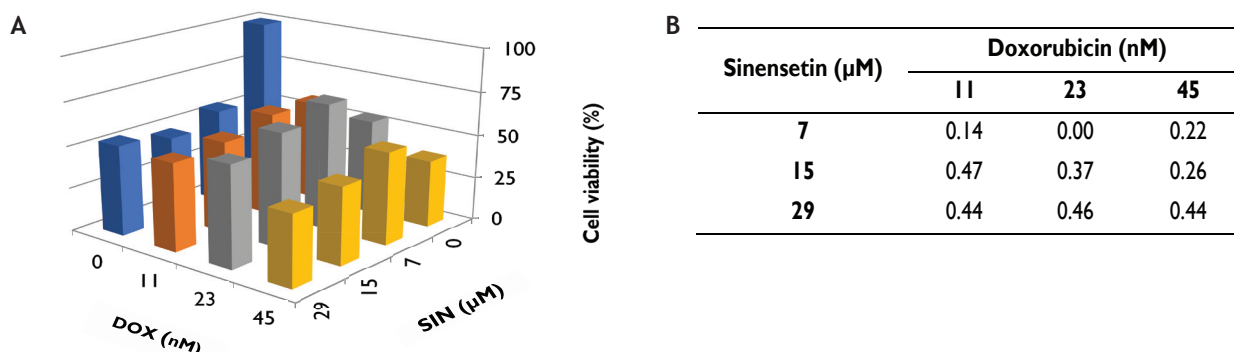 A
100
75
50
25
0
Cell viability (%)
0
11
23
45
DOX (nM)
29
15
7
0
SIN (μM)
B
Sinensetin (μM)
Doxorubicin (nM)
11 23 45
7 0.14 0.00 0.22
15 0.47 0.37 0.26
29 0.44 0.46 0.44